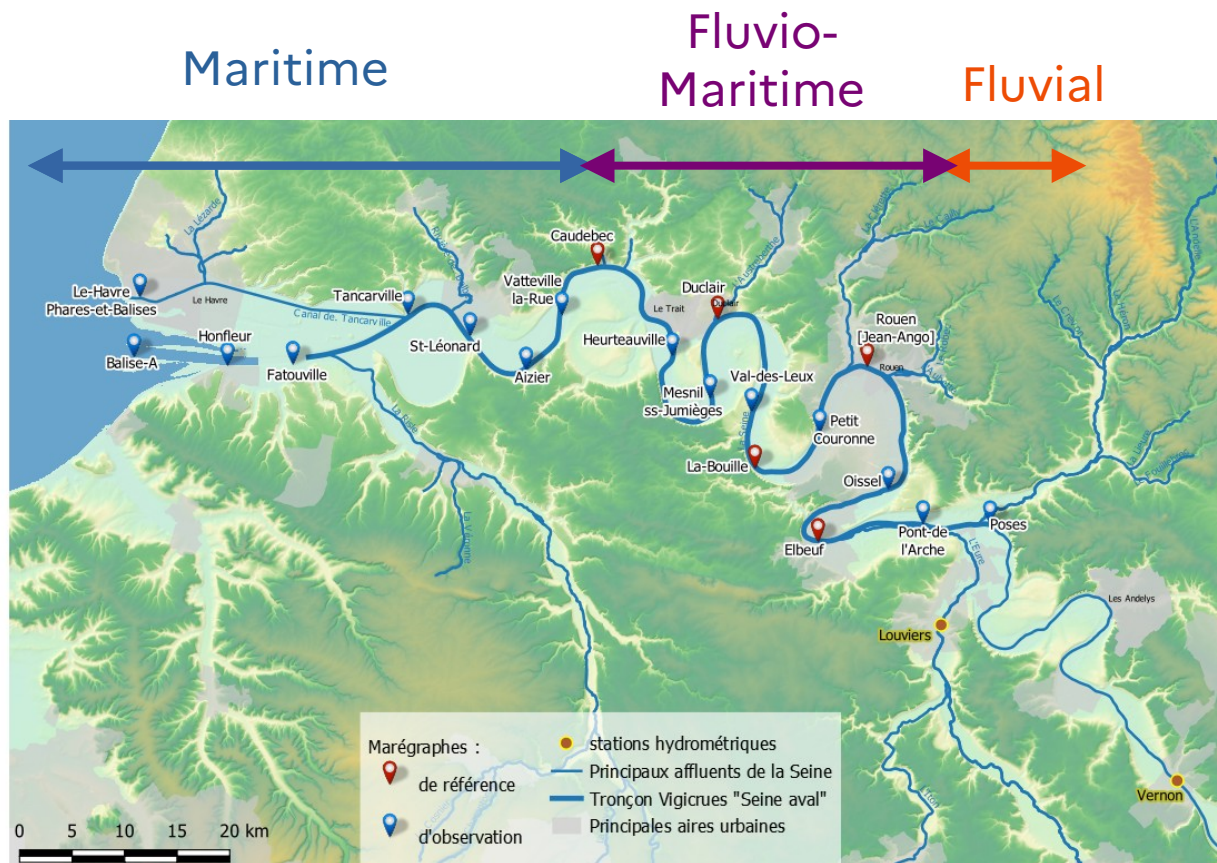 Maritime
Fluvio-
Maritime
Fluvial
La Lézarde
Le-Havre
Phares-et-Balises
Le Havre
Canal de Tancarville
Tancarville
Honfleur
Balise-A
Fatouville
St-Léonard
Aizier
Vatteville
la-Rue
Caudebec
Le Trait
Heurteauville
Duclair
Duclair
Mesnil
ss-Jumièges
Val-des-Leux
La Seine
La-Bouille
Petit
Couronne
Rouen
[Jean-Ango]
Rouen
Oissel
Elbeuf
Pont-de
l'Arche
Poses
L'Eure
Louviers
Les Andelys
Vernon
L'Andelle
Marégraphes :
de référence
d'observation
stations hydrométriques
Principaux affluents de la Seine
Tronçon Vigicrues "Seine aval"
Principales aires urbaines
0 5 10 15 20 km